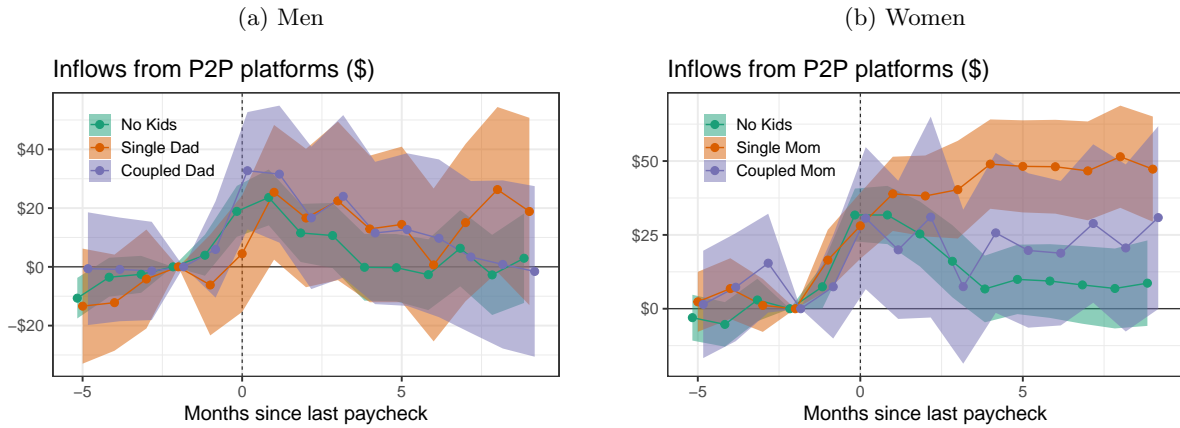 (a) Men
Inflows from P2P platforms ($)
No Kids
Single Dad
Coupled Dad
$40
$20
$0
−$20
−5
0
5
Months since last paycheck
(b) Women
Inflows from P2P platforms ($)
No Kids
Single Mom
Coupled Mom
$50
$25
$0
−5
0
5
Months since last paycheck